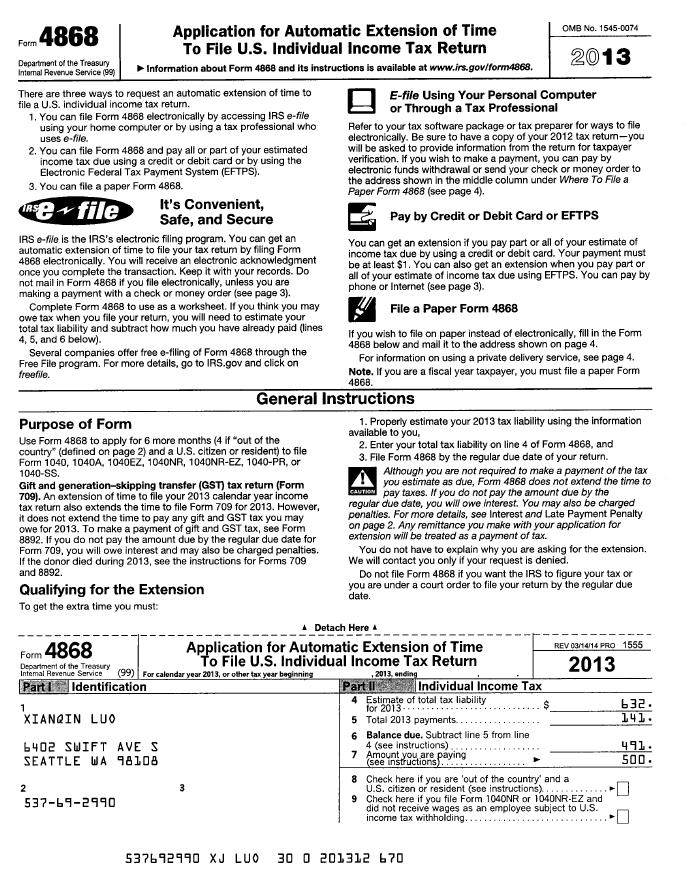 Form 4868
Department of the Treasury
Internal Revenue Service (99)
Application for Automatic Extension of Time
To File U.S. Individual Income Tax Return
► Information about Form 4868 and its instructions is available at www.irs.gov/form4868.
OMB No. 1545-0074
2013
There are three ways to request an automatic extension of time to
file a U.S. individual income tax return.
1. You can file Form 4868 electronically by accessing IRS e-file
using your home computer or by using a tax professional who
uses e-file.
2. You can file Form 4868 and pay all or part of your estimated
income tax due using a credit or debit card or by using the
Electronic Federal Tax Payment System (EFTPS).
3. You can file a paper Form 4868.
IRS e-file
It's Convenient,
Safe, and Secure
IRS e-file is the IRS's electronic filing program. You can get an
automatic extension of time to file your tax return by filing Form
4868 electronically. You will receive an electronic acknowledgment
once you complete the transaction. Keep it with your records. Do
not mail in Form 4868 if you file electronically, unless you are
making a payment with a check or money order (see page 3).
Complete Form 4868 to use as a worksheet. If you think you may
owe tax when you file your return, you will need to estimate your
total tax liability and subtract how much you have already paid (lines
4, 5, and 6 below).
Several companies offer free e-filing of Form 4868 through the
Free File program. For more details, go to IRS.gov and click on
freefile.
E-file Using Your Personal Computer
or Through a Tax Professional
Refer to your tax software package or tax preparer for ways to file
electronically. Be sure to have a copy of your 2012 tax return—you
will be asked to provide information from the return for taxpayer
verification. If you wish to make a payment, you can pay by
electronic funds withdrawal or send your check or money order to
the address shown in the middle column under Where To File a
Paper Form 4868 (see page 4).
Pay by Credit or Debit Card or EFTPS
You can get an extension if you pay part or all of your estimate of
income tax due by using a credit or debit card. Your payment must
be at least $1. You can also get an extension when you pay part or
all of your estimate of income tax due using EFTPS. You can pay by
phone or Internet (see page 3).
File a Paper Form 4868
If you wish to file on paper instead of electronically, fill in the Form
4868 below and mail it to the address shown on page 4.
For information on using a private delivery service, see page 4.
Note. If you are a fiscal year taxpayer, you must file a paper Form
4868.
General Instructions
Purpose of Form
Use Form 4868 to apply for 6 more months (4 if "out of the
country" (defined on page 2) and a U.S. citizen or resident) to file
Form 1040, 1040A, 1040EZ, 1040NR, 1040NR-EZ, 1040-PR, or
1040-SS.
Gift and generation–skipping transfer (GST) tax return (Form
709). An extension of time to file your 2013 calendar year income
tax return also extends the time to file Form 709 for 2013. However,
it does not extend the time to pay any gift and GST tax you may
owe for 2013. To make a payment of gift and GST tax, see Form
8892. If you do not pay the amount due by the regular due date for
Form 709, you will owe interest and may also be charged penalties.
If the donor died during 2013, see the instructions for Forms 709
and 8892.
Qualifying for the Extension
To get the extra time you must:
1. Properly estimate your 2013 tax liability using the information
available to you,
2. Enter your total tax liability on line 4 of Form 4868, and
3. File Form 4868 by the regular due date of your return.
CAUTION
Although you are not required to make a payment of the tax
you estimate as due, Form 4868 does not extend the time to
pay taxes. If you do not pay the amount due by the
regular due date, you will owe interest. You may also be charged
penalties. For more details, see Interest and Late Payment Penalty
on page 2. Any remittance you make with your application for
extension will be treated as a payment of tax.
You do not have to explain why you are asking for the extension.
We will contact you only if your request is denied.
Do not file Form 4868 if you want the IRS to figure your tax or
you are under a court order to file your return by the regular due
date.
▲ Detach Here ▲
Form 4868
Department of the Treasury
Internal Revenue Service (99)
Application for Automatic Extension of Time
To File U.S. Individual Income Tax Return
For calendar year 2013, or other tax year beginning , 2013, ending , .
REV 03/14/14 PRO 1555
2013
Part I Identification
1
XIANQIN LUO
6402 SWIFT AVE S
SEATTLE WA 98108
2 3
537-69-2990
Part II Individual Income Tax
4 Estimate of total tax liability
for 2013 $ 632.
5 Total 2013 payments 141.
6 Balance due. Subtract line 5 from line
4 (see instructions) 491.
7 Amount you are paying
(see instructions) ► 500.
8 Check here if you are 'out of the country' and a
U.S. citizen or resident (see instructions) ►
9 Check here if you file Form 1040NR or 1040NR-EZ and
did not receive wages as an employee subject to U.S.
income tax withholding ►
537692990 XJ LUO 30 0 201312 670